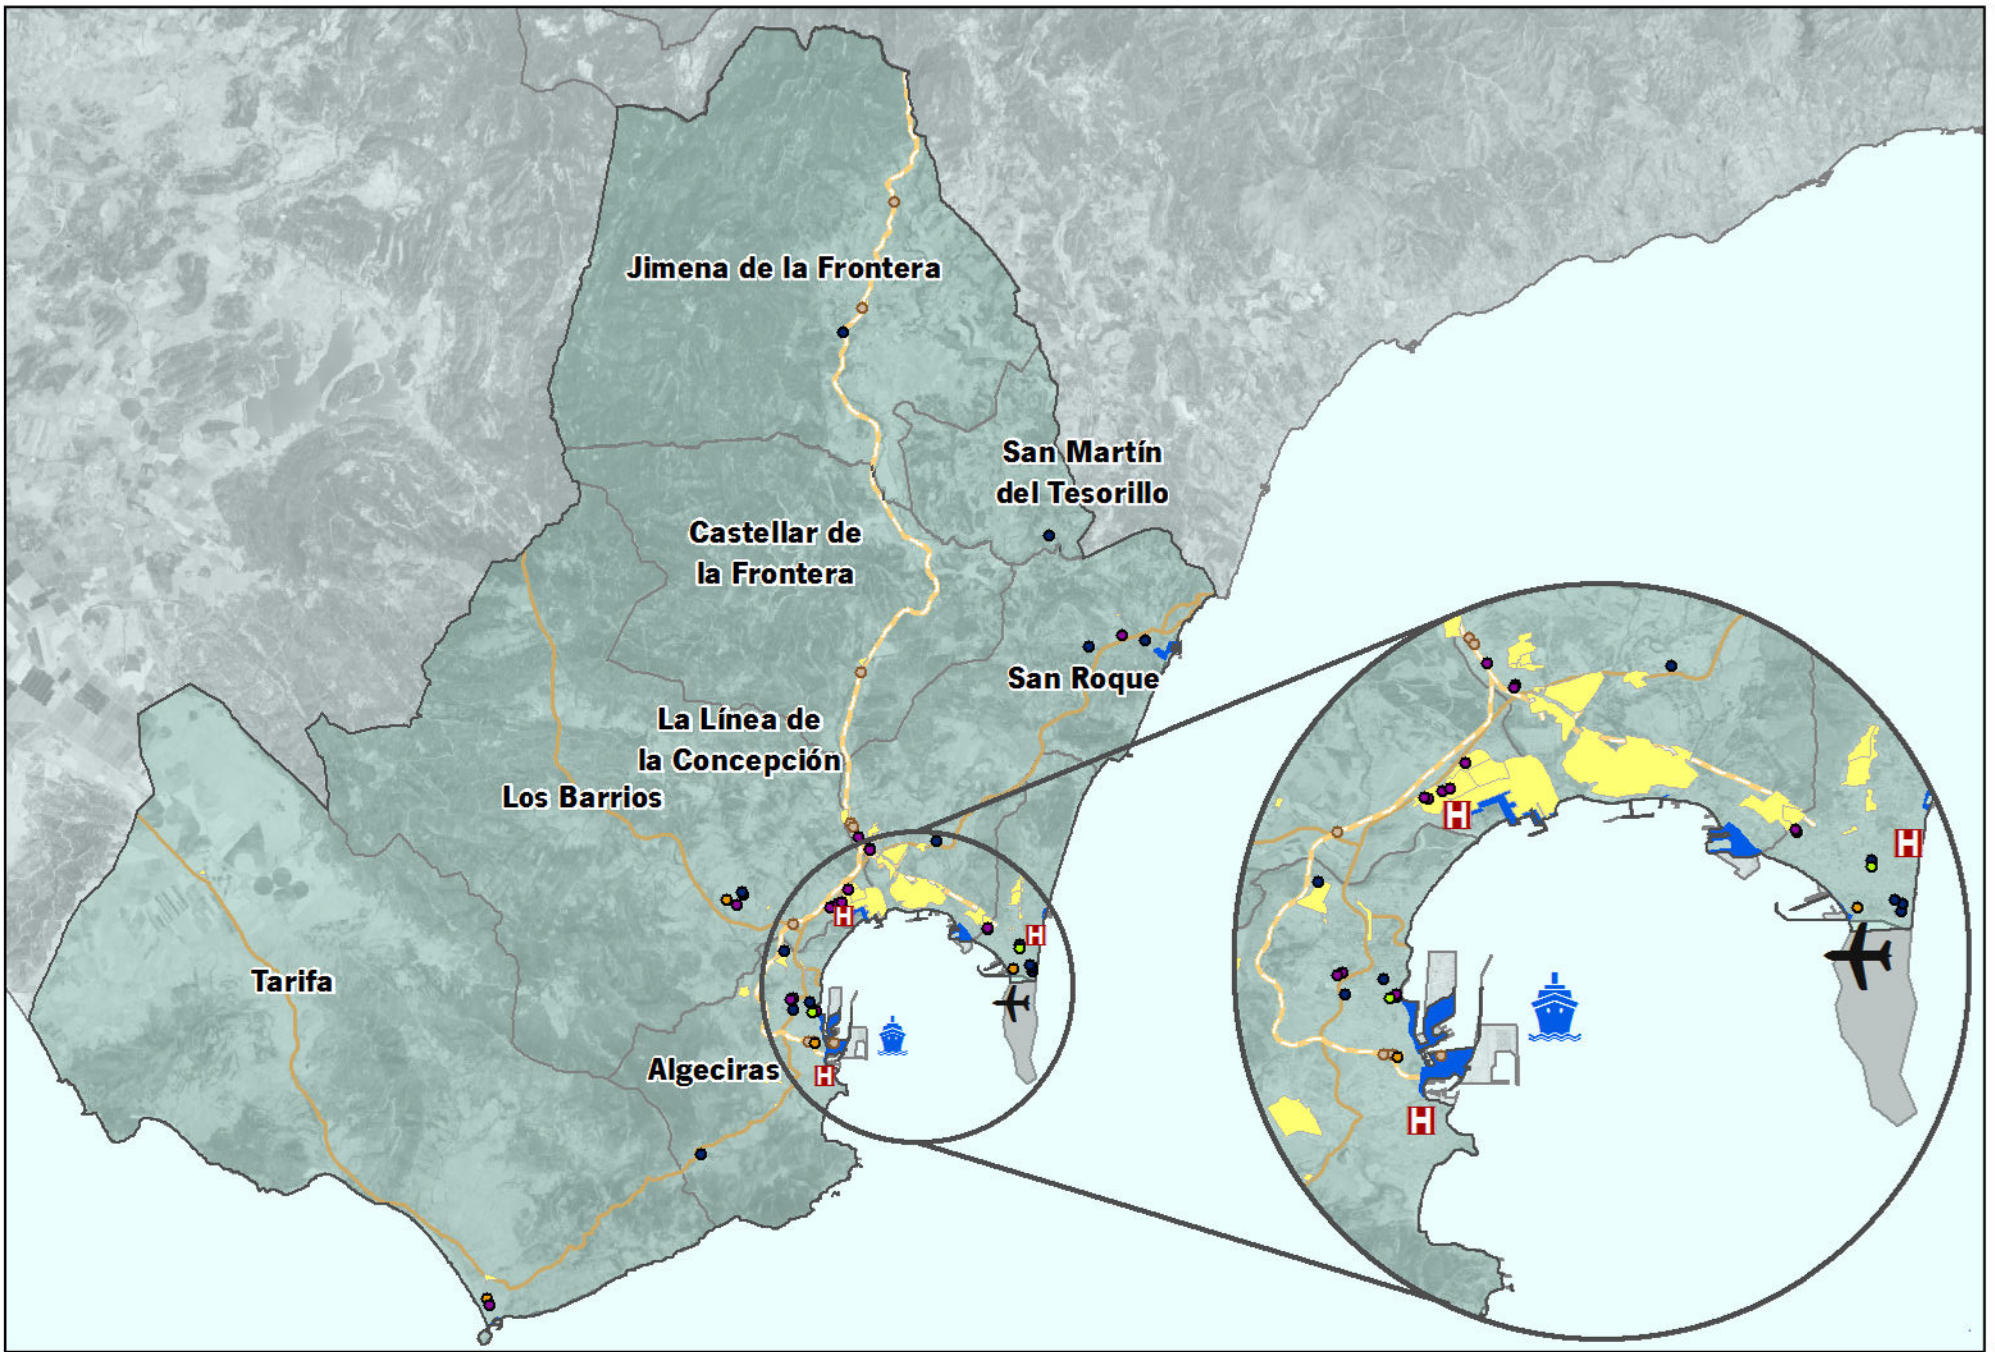 Jimena de la Frontera
San Martín
del Tesorillo
Castellar de
la Frontera
San Roque
La Línea de
la Concepción
Los Barrios
Tarifa
Algeciras
H
H
H
H
H
H